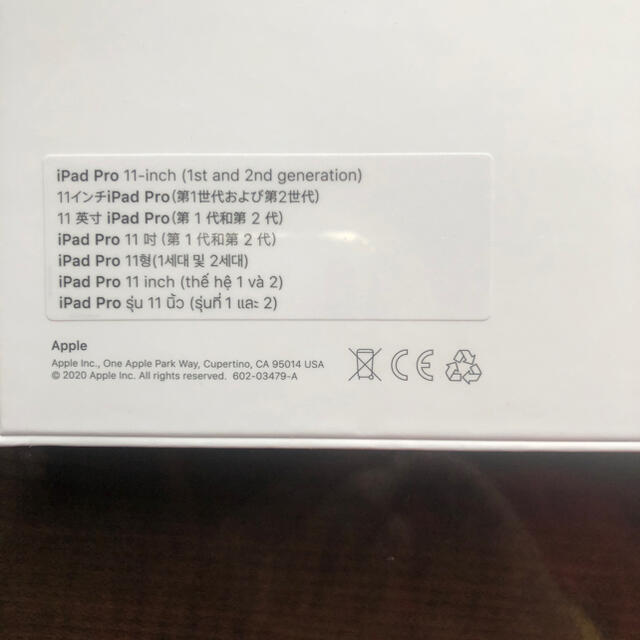 iPad Pro 11-inch (1st and 2nd generation)
11インチiPad Pro(第1世代および第2世代)
11 英寸 iPad Pro(第 1 代和第 2 代)
iPad Pro 11 吋 (第 1 代和第 2 代)
iPad Pro 11형(1세대 및 2세대)
iPad Pro 11 inch (thế hệ 1 và 2)
iPad Pro รุ่น 11 นิ้ว (รุ่นที่ 1 และ 2)
Apple
Apple Inc., One Apple Park Way, Cupertino, CA 95014 USA
© 2020 Apple Inc. All rights reserved. 602-03479-A
CE